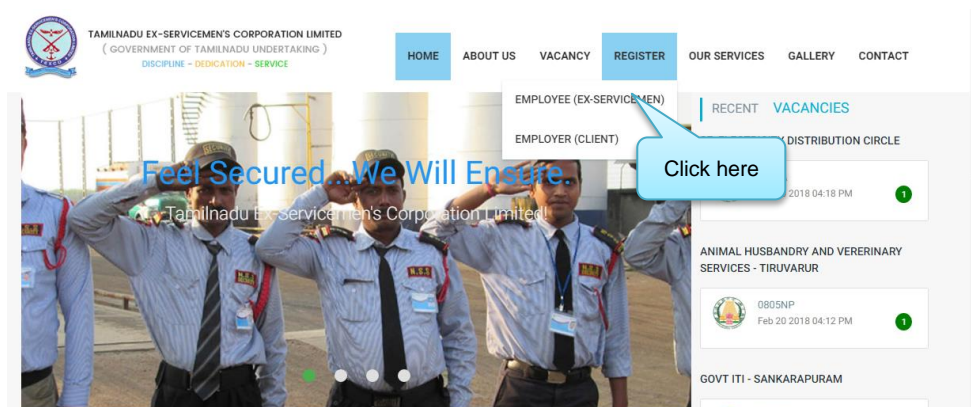 TAMILNADU EX-SERVICEMEN'S CORPORATION LIMITED
( GOVERNMENT OF TAMILNADU UNDERTAKING )
DISCIPLINE - DEDICATION - SERVICE
TEXCO
HOME ABOUT US VACANCY REGISTER OUR SERVICES GALLERY CONTACT
EMPLOYEE (EX-SERVICEMEN)
EMPLOYER (CLIENT)
Click here
Feel Secured...We Will Ensure.
Tamilnadu Ex-Servicemen's Corporation Limited!
N.S.S
RECENT VACANCIES
DISTRIBUTION CIRCLE
2018 04:18 PM
1
ANIMAL HUSBANDRY AND VERERINARY
SERVICES - TIRUVARUR
0805NP
Feb 20 2018 04:12 PM
1
GOVT ITI - SANKARAPURAM